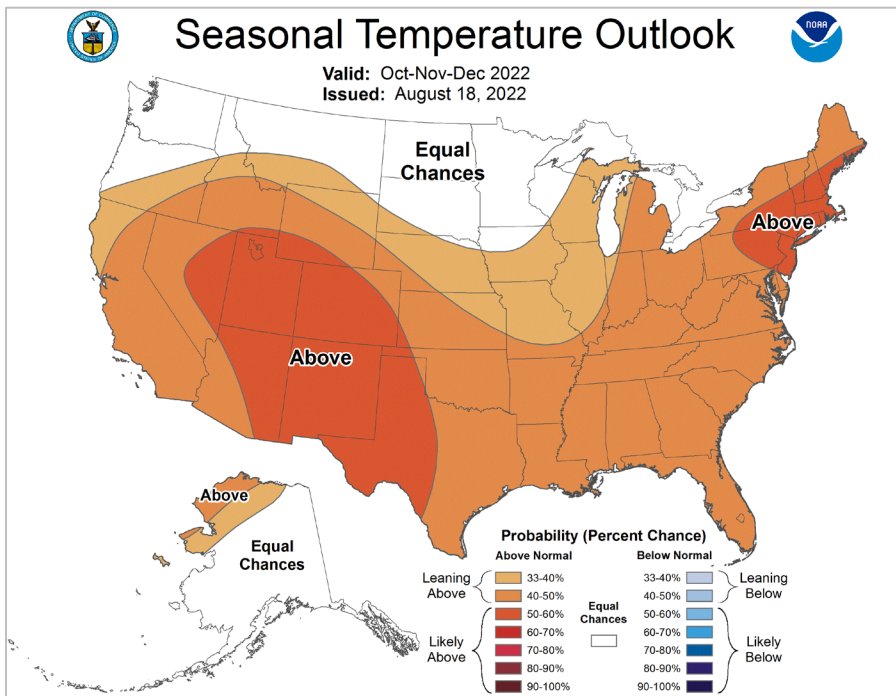 Seasonal Temperature Outlook
NOAA
Valid: Oct-Nov-Dec 2022
Issued: August 18, 2022
Equal
Chances
Above
Above
Above
Equal
Chances
Probability (Percent Chance)
Above Normal
Below Normal
Leaning
Above
33-40%
40-50%
Likely
Above
50-60%
60-70%
70-80%
80-90%
90-100%
Equal
Chances
33-40%
40-50%
Leaning
Below
50-60%
60-70%
70-80%
80-90%
90-100%
Likely
Below